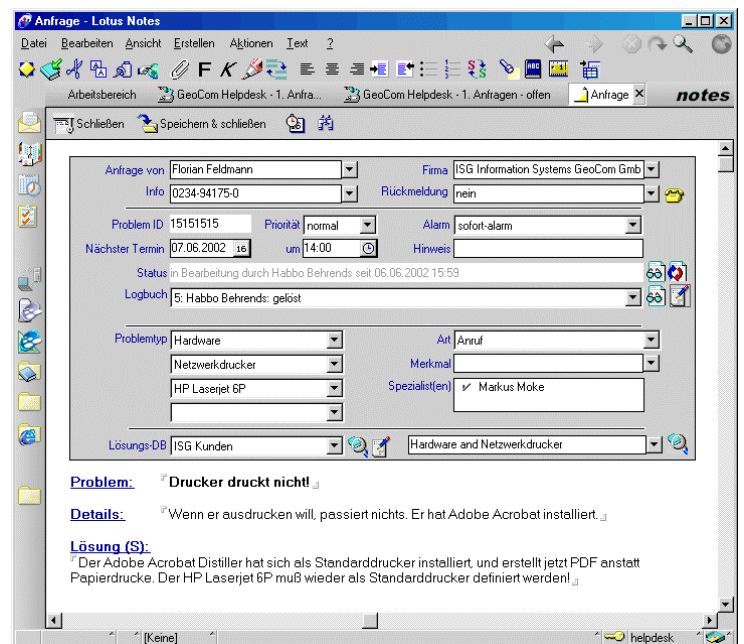 Anfrage - Lotus Notes
Datei Bearbeiten Ansicht Erstellen Aktionen Text ?
F K
Arbeitsbereich GeoCom Helpdesk - 1. Anfra... GeoCom Helpdesk - 1. Anfragen - offen Anfrage notes
Schließen Speichern & schließen
Anfrage von Florian Feldmann Firma ISG Information Systems GeoCom Gmb
Info 0234-94175-0 Rückmeldung nein
Problem ID 15151515 Priorität normal Alarm sofort-alarm
Nächster Termin 07.06.2002 16 um 14:00 Hinweis
Status in Bearbeitung durch Habbo Behrends seit 06.06.2002 15:59
Logbuch 5: Habbo Behrends: gelöst
Problemtyp Hardware Art Anruf
Netzwerkdrucker Merkmal
HP Laserjet 6P Spezialist(en) Markus Moke
Lösungs-DB ISG Kunden Hardware and Netzwerkdrucker
Problem: Drucker druckt nicht!
Details: Wenn er ausdrucken will, passiert nichts. Er hat Adobe Acrobat installiert.
Lösung (S):
Der Adobe Acrobat Distiller hat sich als Standarddrucker installiert, und erstellt jetzt PDF anstatt
Papierdrucke. Der HP Laserjet 6P muß wieder als Standarddrucker definiert werden!
[Keine] helpdesk